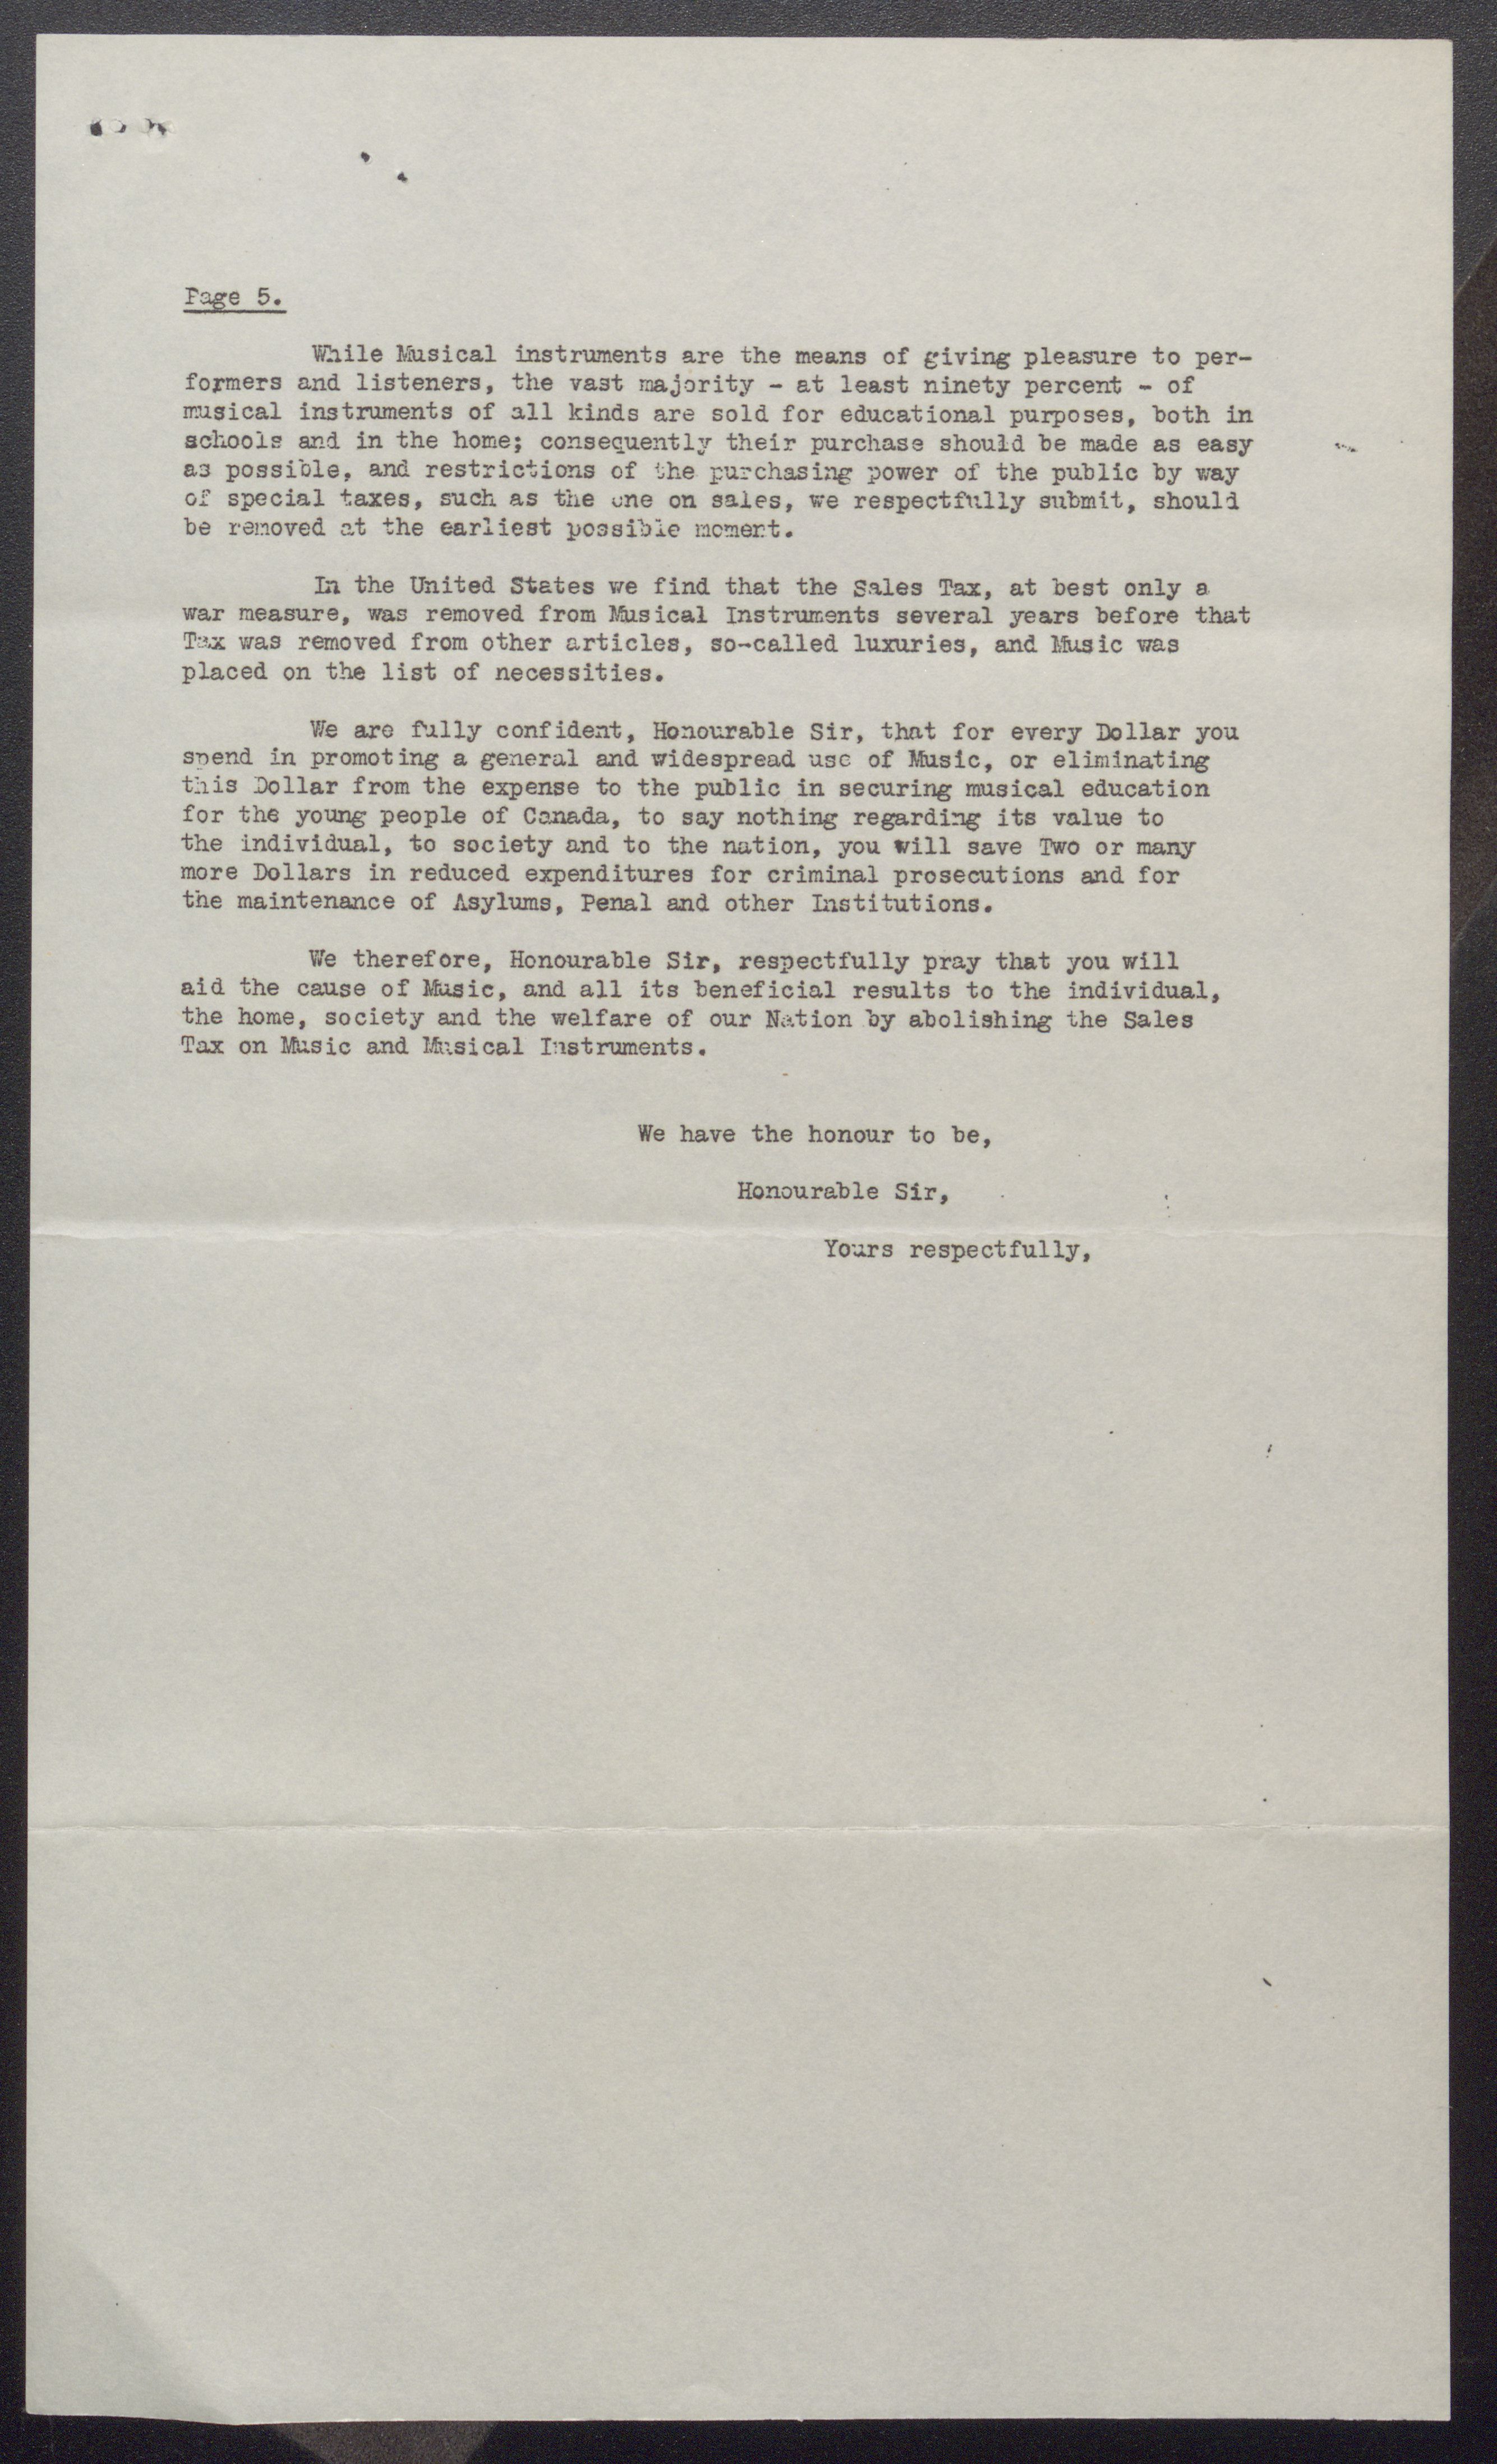 Page 5.
While Musical instruments are the means of giving pleasure to per-
formers and listeners, the vast majority - at least ninety percent - of
musical instruments of all kinds are sold for educational purposes, both in
schools and in the home; consequently their purchase should be made as easy
as possible, and restrictions of the purchasing power of the public by way
of special taxes, such as the one on sales, we respectfully submit, should
be removed at the earliest possible moment.
In the United States we find that the Sales Tax, at best only a
war measure, was removed from Musical Instruments several years before that
Tax was removed from other articles, so-called luxuries, and Music was
placed on the list of necessities.
We are fully confident, Honourable Sir, that for every Dollar you
spend in promoting a general and widespread use of Music, or eliminating
this Dollar from the expense to the public in securing musical education
for the young people of Canada, to say nothing regarding its value to
the individual, to society and to the nation, you will save Two or many
more Dollars in reduced expenditures for criminal prosecutions and for
the maintenance of Asylums, Penal and other Institutions.
We therefore, Honourable Sir, respectfully pray that you will
aid the cause of Music, and all its beneficial results to the individual,
the home, society and the welfare of our Nation by abolishing the Sales
Tax on Music and Musical Instruments.
We have the honour to be,
Honourable Sir,
Yours respectfully,